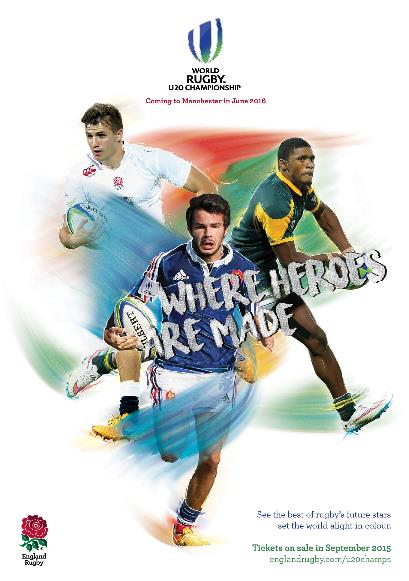 WORLD
RUGBY.
U20 CHAMPIONSHIP
Coming to Manchester in June 2016
WHERE HEROES
ARE MADE
GILBERT
See the best of rugby's future stars
set the world alight in colour.
Tickets on sale in September 2015
englandrugby.com/u20champs
England
Rugby